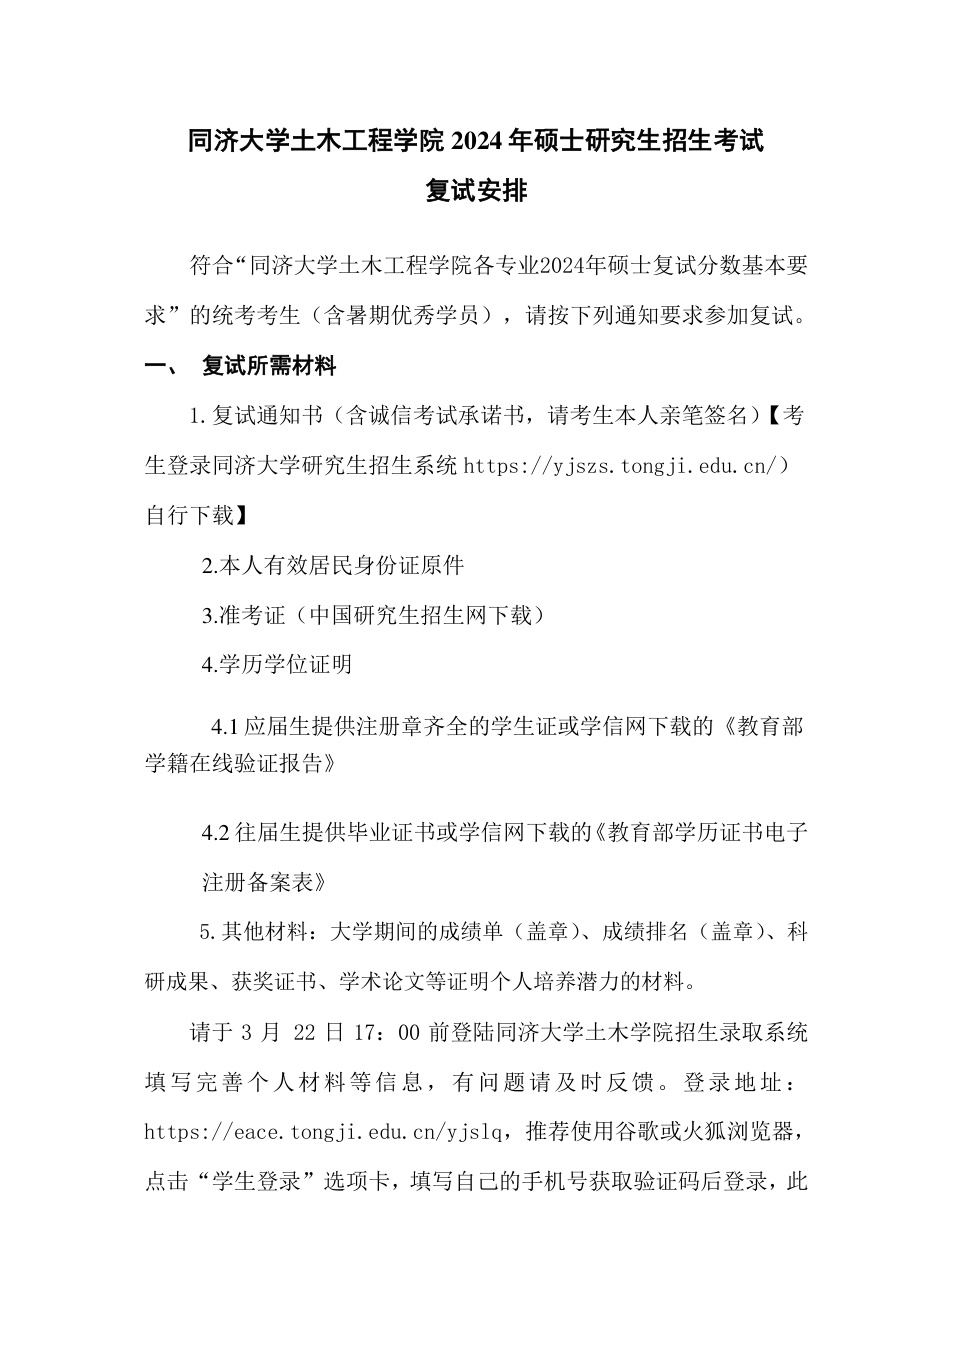 同济大学土木工程学院 2024 年硕士研究生招生考试
复试安排
符合“同济大学土木工程学院各专业2024年硕士复试分数基本要
求”的统考考生（含暑期优秀学员），请按下列通知要求参加复试。
一、 复试所需材料
1. 复试通知书（含诚信考试承诺书，请考生本人亲笔签名）【考
生登录同济大学研究生招生系统 https://yjszs.tongji.edu.cn/）
自行下载】
2.本人有效居民身份证原件
3.准考证（中国研究生招生网下载）
4.学历学位证明
4.1 应届生提供注册章齐全的学生证或学信网下载的《教育部
学籍在线验证报告》
4.2 往届生提供毕业证书或学信网下载的《教育部学历证书电子
注册备案表》
5. 其他材料：大学期间的成绩单（盖章）、成绩排名（盖章）、科
研成果、获奖证书、学术论文等证明个人培养潜力的材料。
请于 3 月 22 日 17：00 前登陆同济大学土木学院招生录取系统
填写完善个人材料等信息，有问题请及时反馈。登录地址：
https://eace.tongji.edu.cn/yjslq，推荐使用谷歌或火狐浏览器，
点击“学生登录”选项卡，填写自己的手机号获取验证码后登录，此